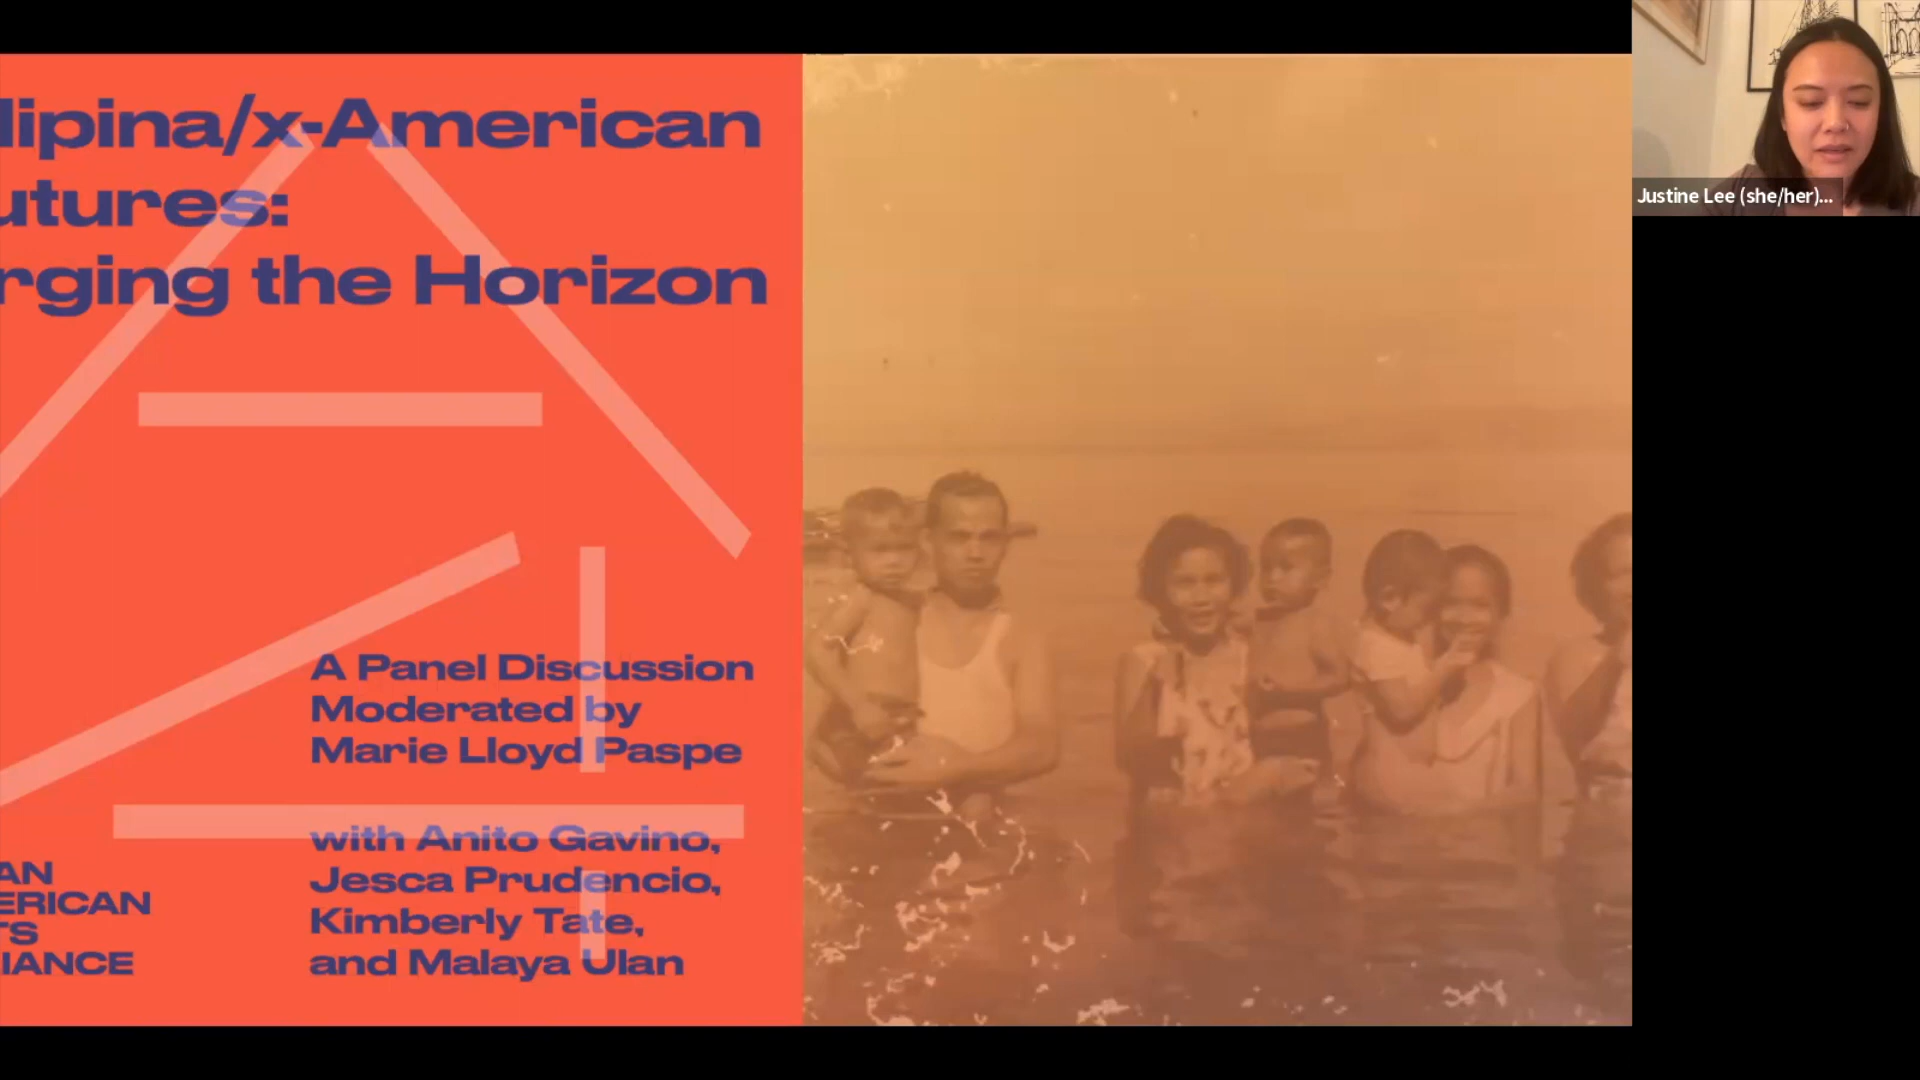 lipina/x-American
utures:
rging the Horizon
A Panel Discussion
Moderated by
Marie Lloyd Paspe
with Anito Gavino,
Jesca Prudencio,
Kimberly Tate,
and Malaya Ulan
AN
ERICAN
TS
IANCE
Justine Lee (she/her)...